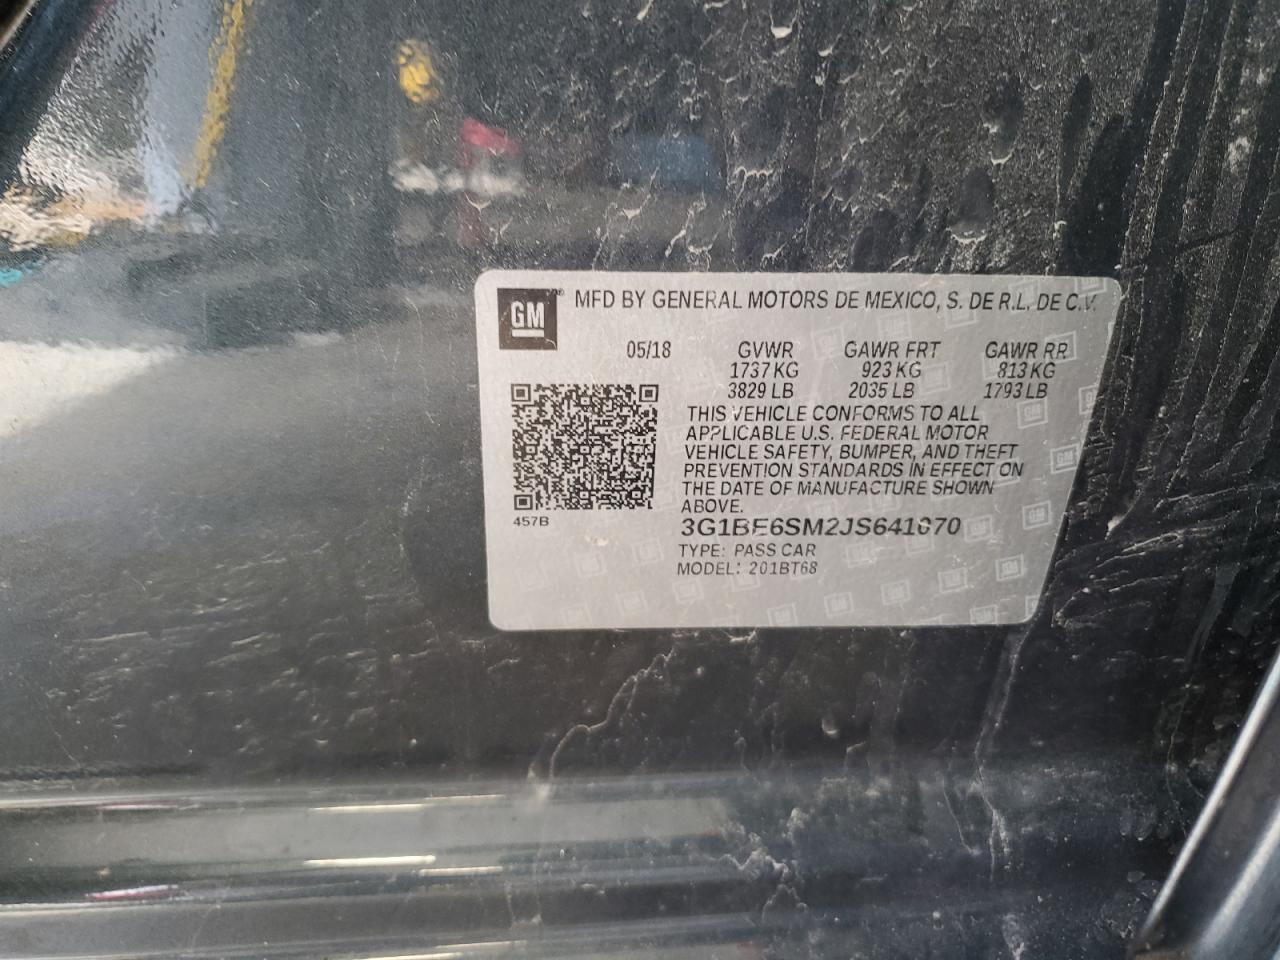 GM
MFD BY GENERAL MOTORS DE MEXICO, S. DE R.L. DE C.V.
05/18 GVWR GAWR FRT GAWR RR
1737 KG 923 KG 813 KG
3829 LB 2035 LB 1793 LB
THIS VEHICLE CONFORMS TO ALL
APPLICABLE U.S. FEDERAL MOTOR
VEHICLE SAFETY, BUMPER, AND THEFT
PREVENTION STANDARDS IN EFFECT ON
THE DATE OF MANUFACTURE SHOWN
ABOVE.
457B
3G1BE6SM2JS641070
TYPE: PASS CAR
MODEL: 201BT68